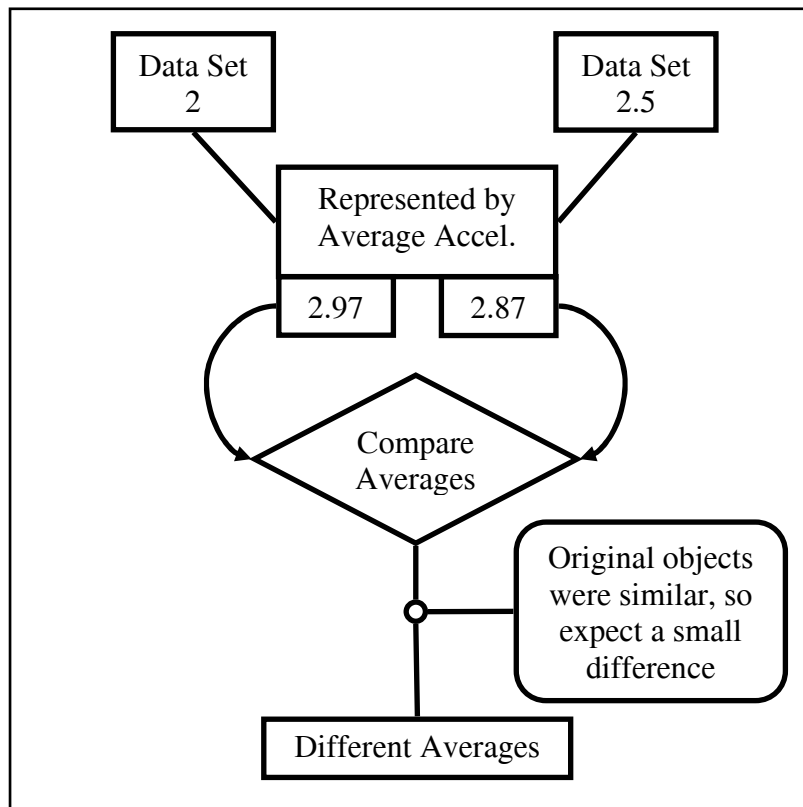 Data Set
2
Data Set
2.5
Represented by
Average Accel.
2.97
2.87
Compare
Averages
Original objects
were similar, so
expect a small
difference
Different Averages